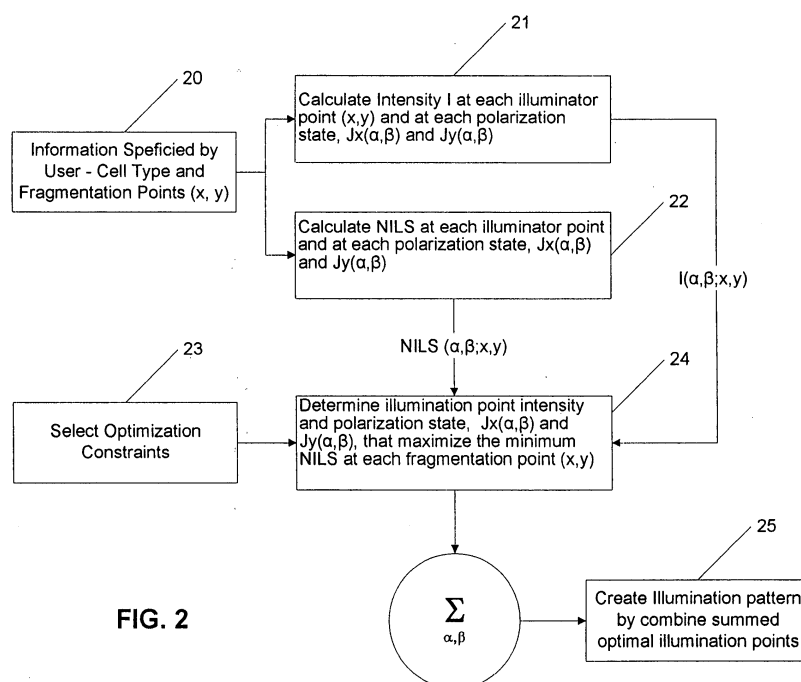 21
20
Calculate Intensity I at each illuminator
point (x,y) and at each polarization
state, Jx(α,β) and Jy(α,β)
Information Speficied by
User - Cell Type and
Fragmentation Points (x, y)
22
Calculate NILS at each illuminator point
and at each polarization state, Jx(α,β)
and Jy(α,β)
I(α,β;x,y)
NILS (α,β;x,y)
23
24
Select Optimization
Constraints
Determine illumination point intensity
and polarization state, Jx(α,β) and
Jy(α,β), that maximize the minimum
NILS at each fragmentation point (x,y)
25
Σ
α,β
Create Illumination pattern
by combine summed
optimal illumination points
FIG. 2